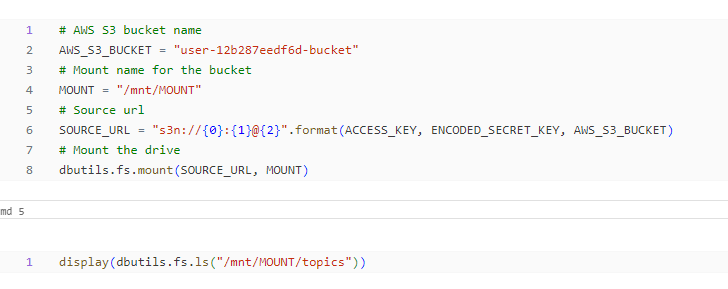 1 # AWS S3 bucket name
2 AWS_S3_BUCKET = "user-12b287eedf6d-bucket"
3 # Mount name for the bucket
4 MOUNT = "/mnt/MOUNT"
5 # Source url
6 SOURCE_URL = "s3n://{0}:{1}@{2}".format(ACCESS_KEY, ENCODED_SECRET_KEY, AWS_S3_BUCKET)
7 # Mount the drive
8 dbutils.fs.mount(SOURCE_URL, MOUNT)
md 5
1 display(dbutils.fs.ls("/mnt/MOUNT/topics"))